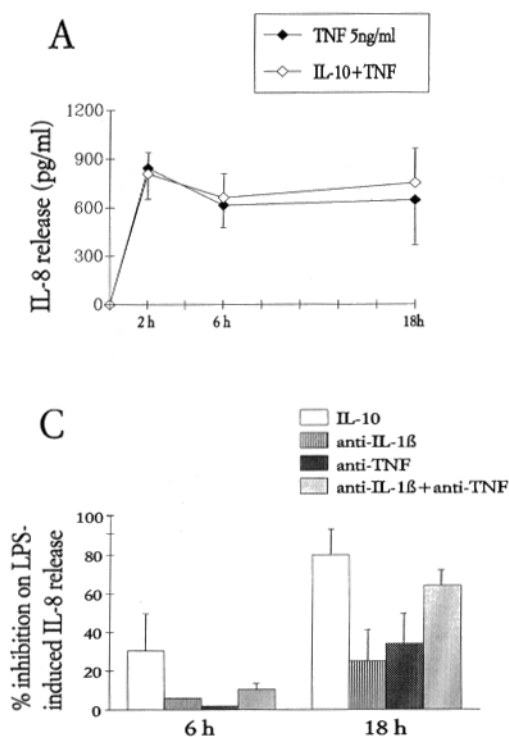 A
TNF 5ng/ml
IL-10+TNF
IL-8 release (pg/ml)
1200
900
600
300
0
2 h
6 h
18h
C
IL-10
anti-IL-1ß
anti-TNF
anti-IL-1ß+anti-TNF
% inhibition on LPS-
induced IL-8 release
100
80
60
40
20
0
6 h
18 h